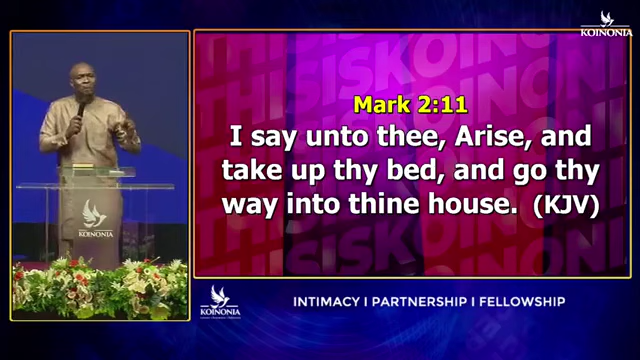 KOINONIA
Mark 2:11
I say unto thee, Arise, and
take up thy bed, and go thy
way into thine house. (KJV)
KOINONIA
KOINONIA
INTIMACY I PARTNERSHIP I FELLOWSHIP